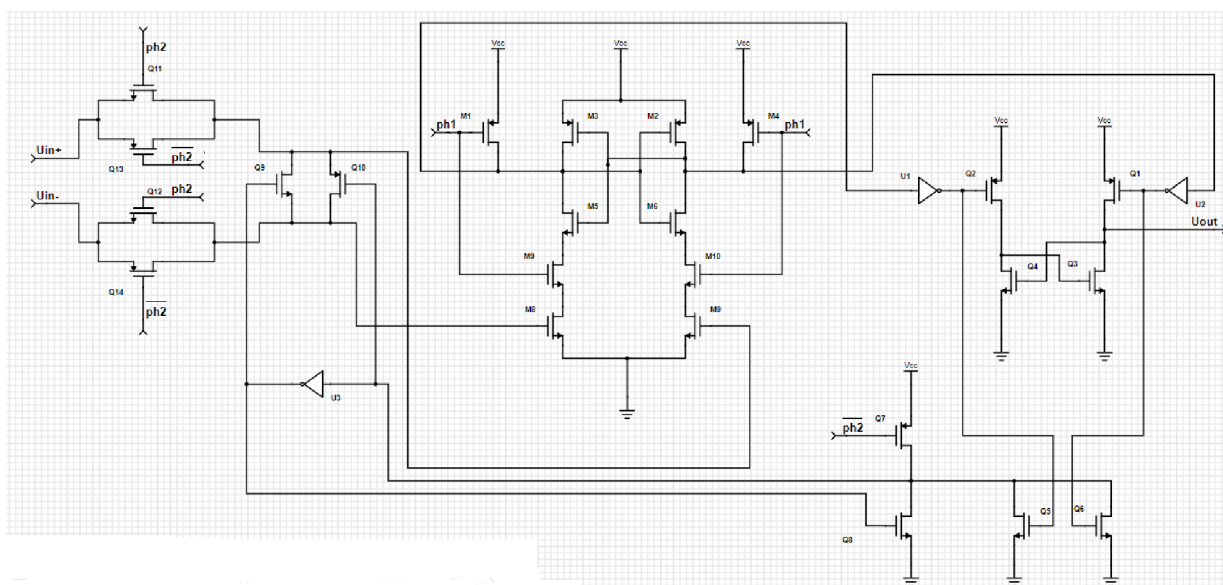 ph2
Q11
Uin+
ph2
Q13
Q12
ph2
Uin-
Q14
ph2
Q9
Q10
U3
Vcc
Vcc
Vcc
M1
M3
M2
M4
ph1
ph1
M5
M6
M9
M10
M8
M9
U1
Q2
Vcc
Vcc
Q1
U2
Uout
Q4
Q3
Vcc
ph2
Q7
Q8
Q5
Q6